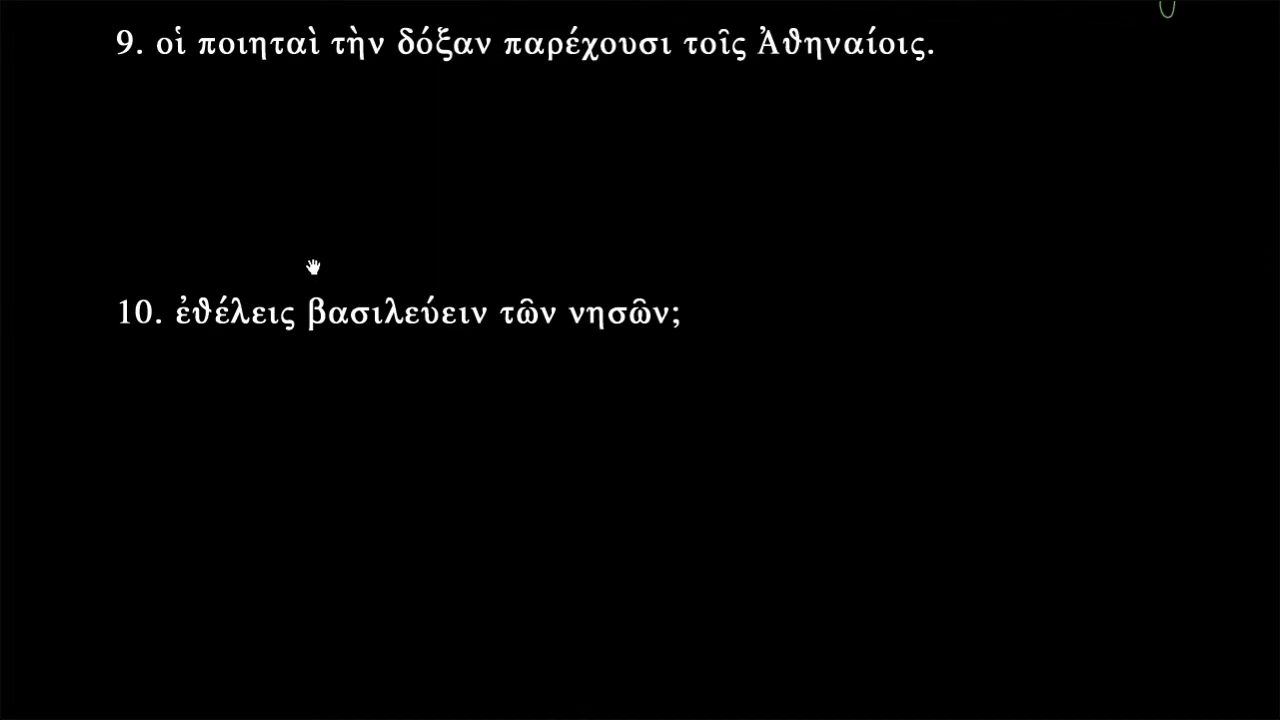 9. οἱ ποιηταὶ τὴν δόξαν παρέχουσι τοῖς Ἀθηναίοις.
10. ἐθέλεις βασιλεύειν τῶν νησῶν;